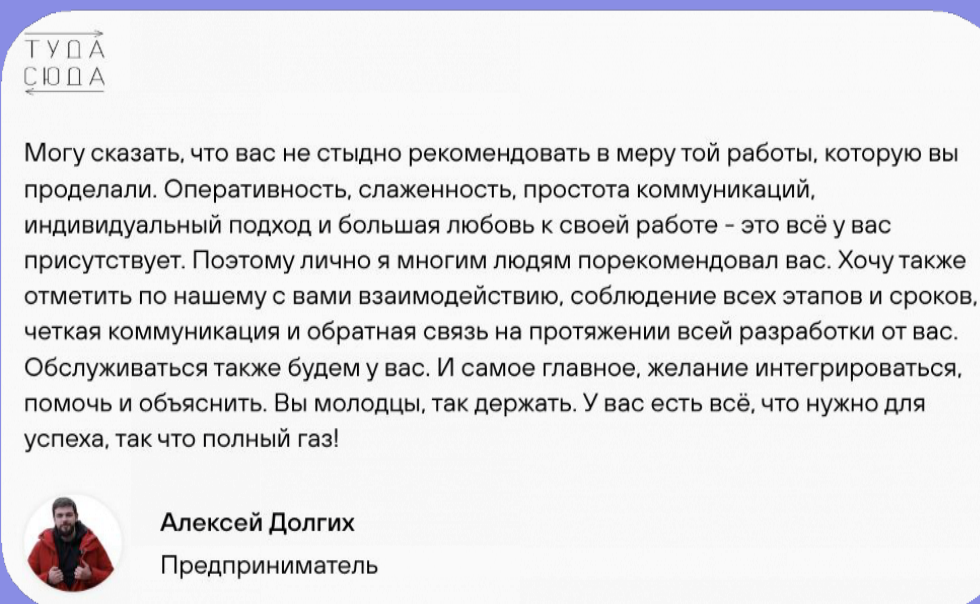 ТУДА
СЮДА
Могу сказать, что вас не стыдно рекомендовать в меру той работы, которую вы
проделали. Оперативность, слаженность, простота коммуникаций,
индивидуальный подход и большая любовь к своей работе - это всё у вас
присутствует. Поэтому лично я многим людям порекомендовал вас. Хочу также
отметить по нашему с вами взаимодействию, соблюдение всех этапов и сроков,
четкая коммуникация и обратная связь на протяжении всей разработки от вас.
Обслуживаться также будем у вас. И самое главное, желание интегрироваться,
помочь и объяснить. Вы молодцы, так держать. У вас есть всё, что нужно для
успеха, так что полный газ!
Алексей Долгих
Предприниматель